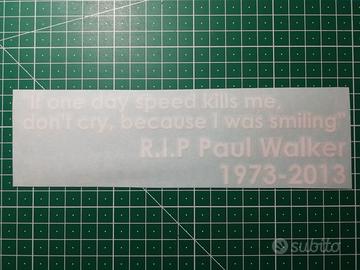 "If one day speed kills me,
don't cry, because I was smiling"
R.I.P Paul Walker
1973-2013
subito